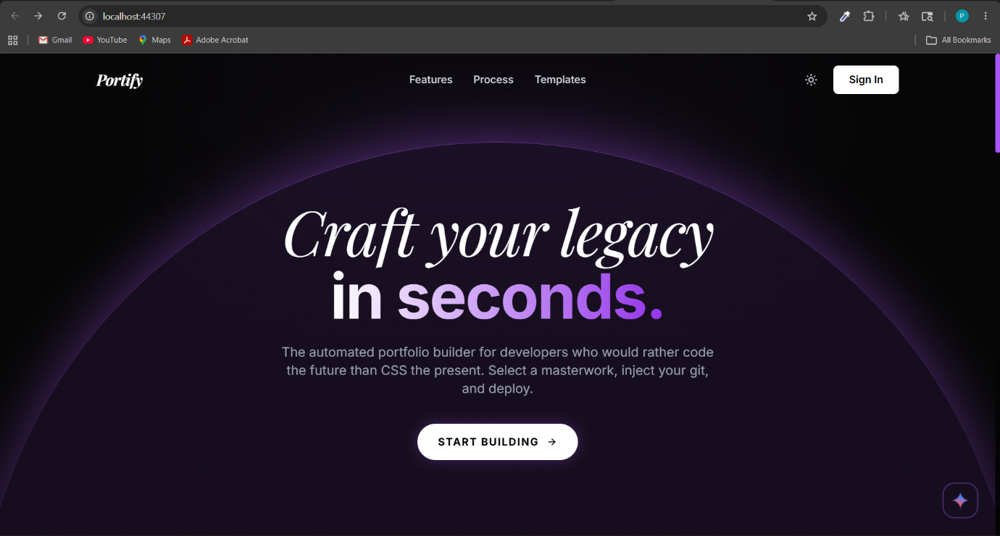 localhost:44307
Gmail
YouTube
Maps
Adobe Acrobat
All Bookmarks
P
Portify
Features
Process
Templates
Sign In
Craft your legacy
in seconds.
The automated portfolio builder for developers who would rather code
the future than CSS the present. Select a masterwork, inject your git,
and deploy.
START BUILDING →